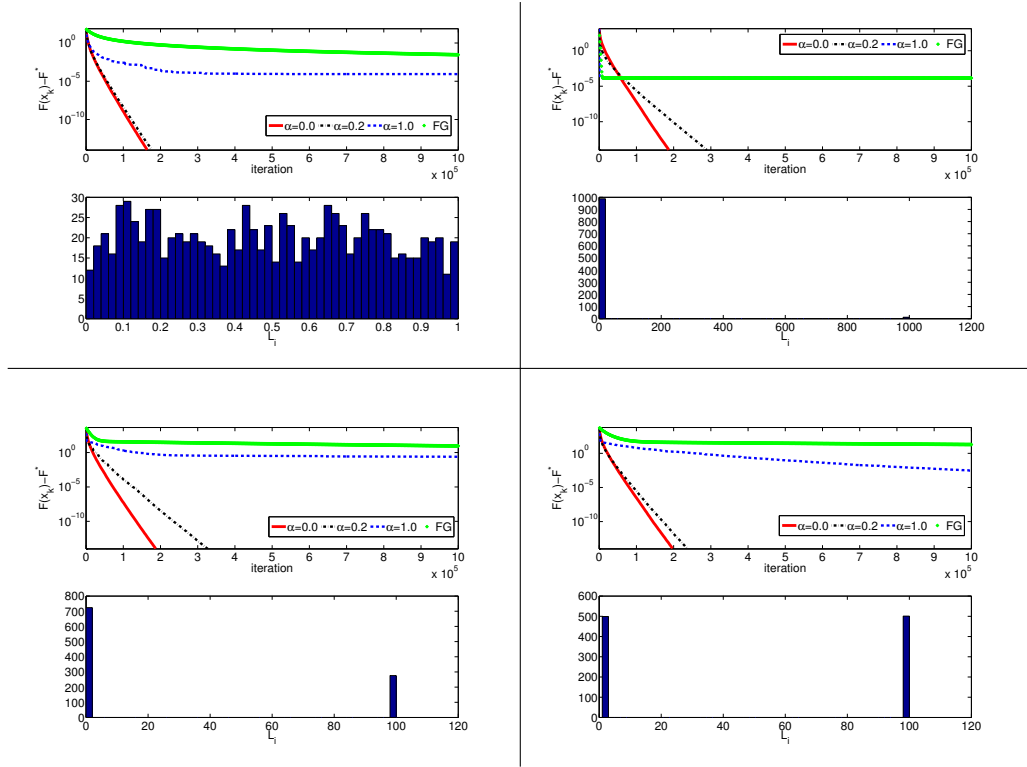 10^0
10^-5
10^-10
F(x_k)−F^*
α=0.0 α=0.2 α=1.0 FG
0 1 2 3 4 5 6 7 8 9 10
iteration
x 10^5
30
25
20
15
10
5
0
0 0.1 0.2 0.3 0.4 0.5 0.6 0.7 0.8 0.9 1
L_i
10^0
10^-5
10^-10
F(x_k)−F^*
α=0.0 α=0.2 α=1.0 FG
0 1 2 3 4 5 6 7 8 9 10
iteration
x 10^5
1000
900
800
700
600
500
400
300
200
100
0
0 200 400 600 800 1000 1200
L_i
10^0
10^-5
10^-10
F(x_k)−F^*
α=0.0 α=0.2 α=1.0 FG
0 1 2 3 4 5 6 7 8 9 10
iteration
x 10^5
800
700
600
500
400
300
200
100
0
0 20 40 60 80 100 120
L_i
10^0
10^-5
10^-10
F(x_k)−F^*
α=0.0 α=0.2 α=1.0 FG
0 1 2 3 4 5 6 7 8 9 10
iteration
x 10^5
600
500
400
300
200
100
0
0 20 40 60 80 100 120
L_i